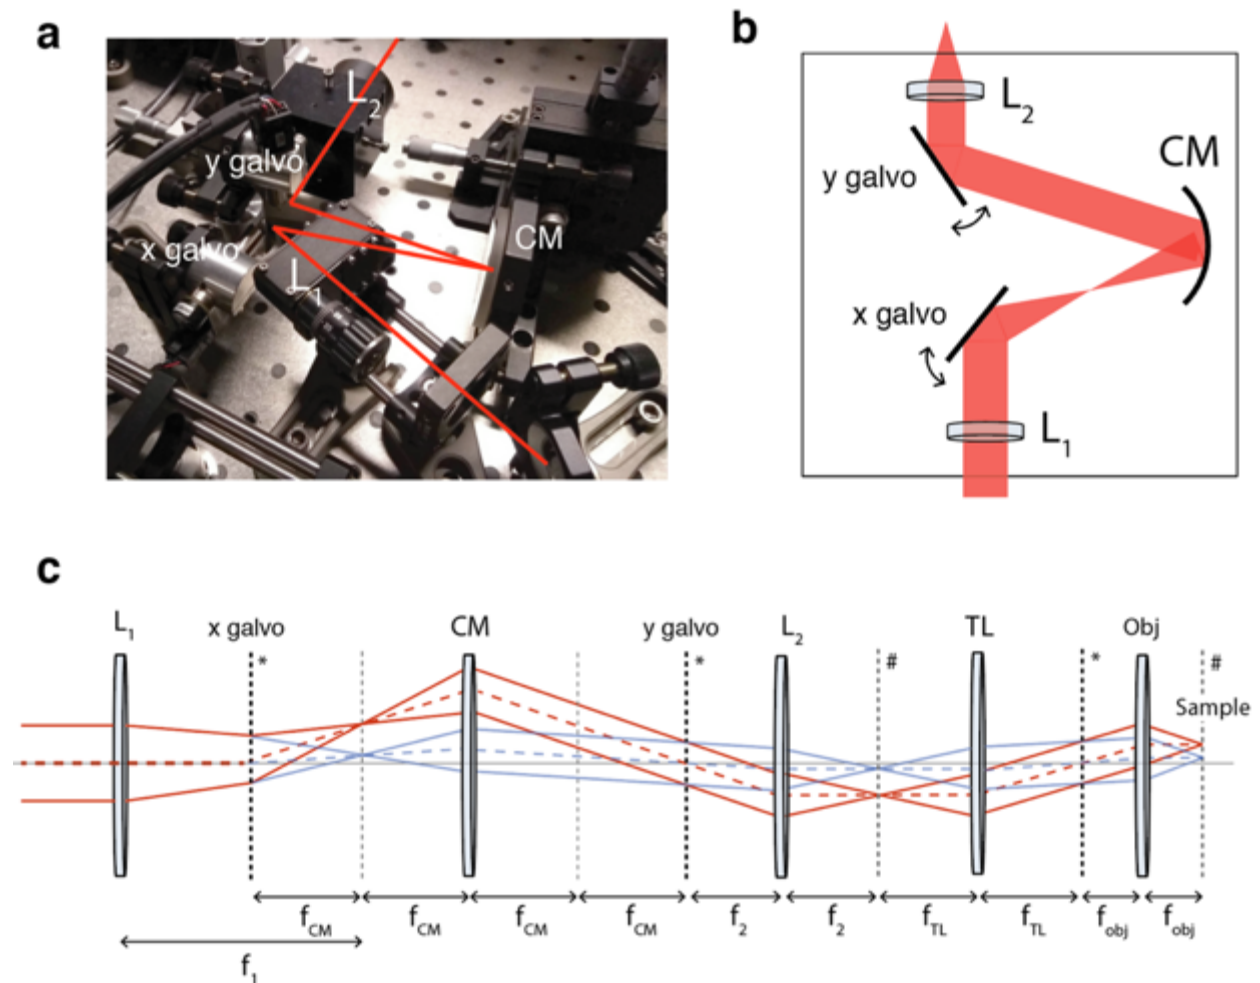 a
L2
y galvo
CM
x galvo
L1
b
L2
CM
y galvo
x galvo
L1
c
L1
x galvo
CM
y galvo
L2
TL
Obj
*
*
#
*
#
Sample
fCM
fCM
fCM
fCM
f2
f2
fTL
fTL
fobj
fobj
f1